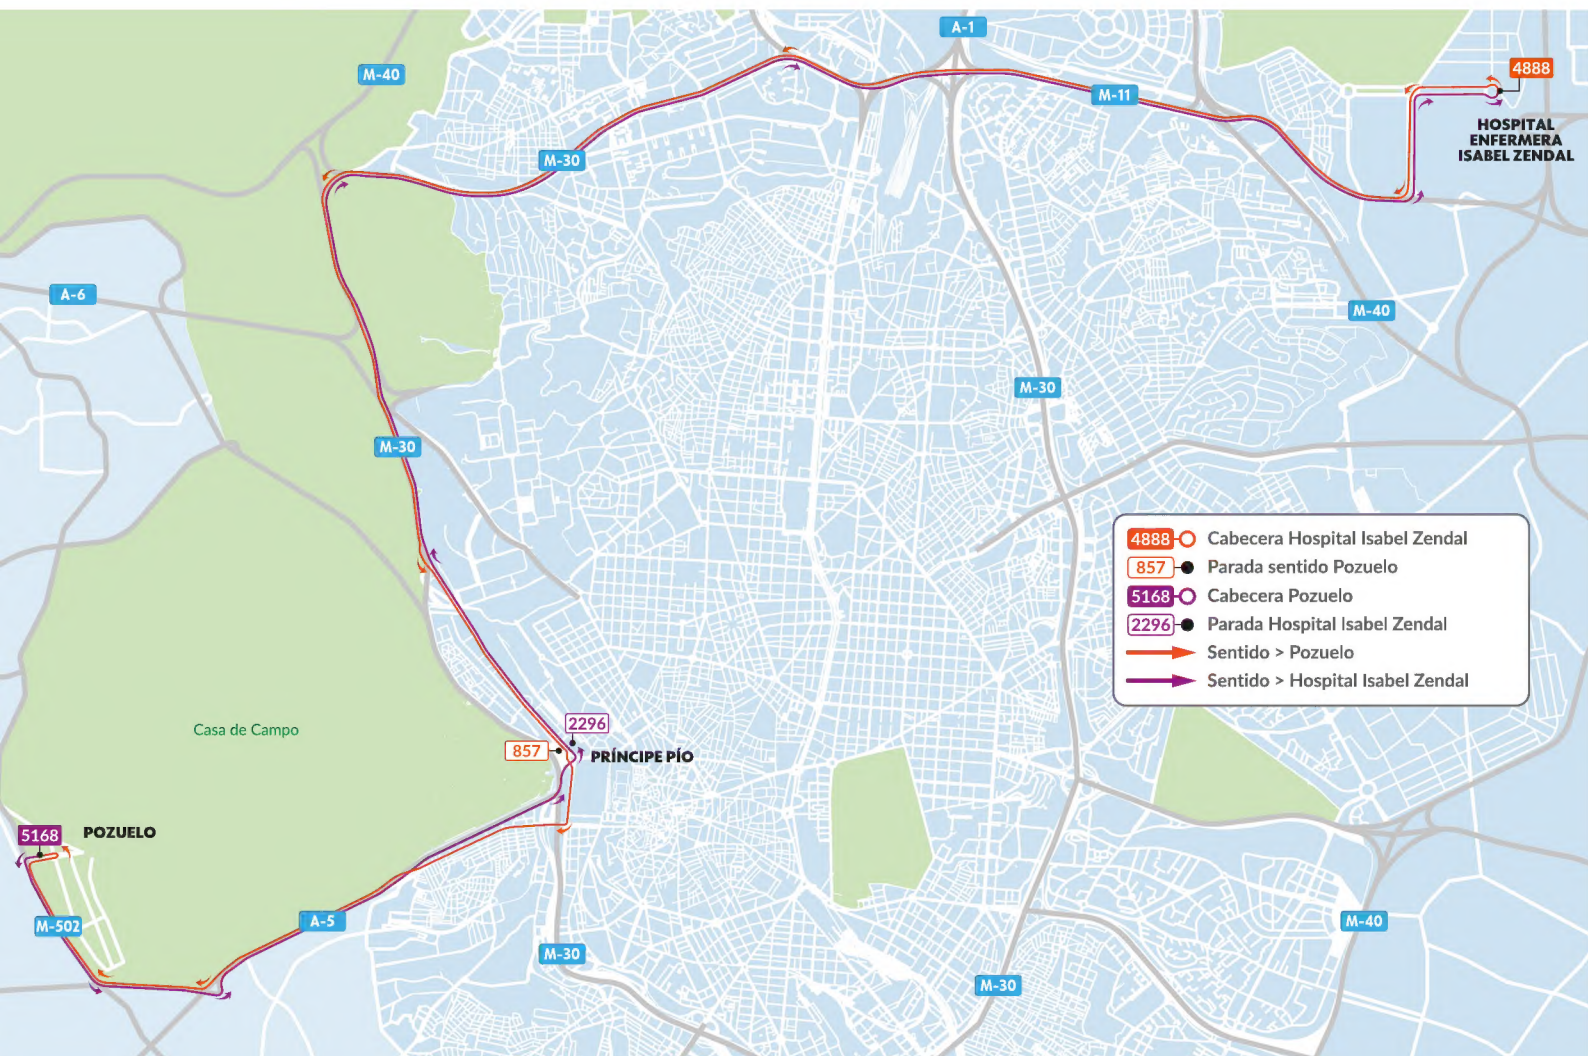 A-1
M-40
4888
M-11
HOSPITAL
ENFERMERA
ISABEL ZENDAL
M-30
A-6
M-40
M-30
M-30
4888 Cabecera Hospital Isabel Zendal
857 Parada sentido Pozuelo
5168 Cabecera Pozuelo
2296 Parada Hospital Isabel Zendal
Sentido > Pozuelo
Sentido > Hospital Isabel Zendal
Casa de Campo
2296
857
PRÍNCIPE PÍO
5168
POZUELO
M-502
A-5
M-40
M-30
M-30